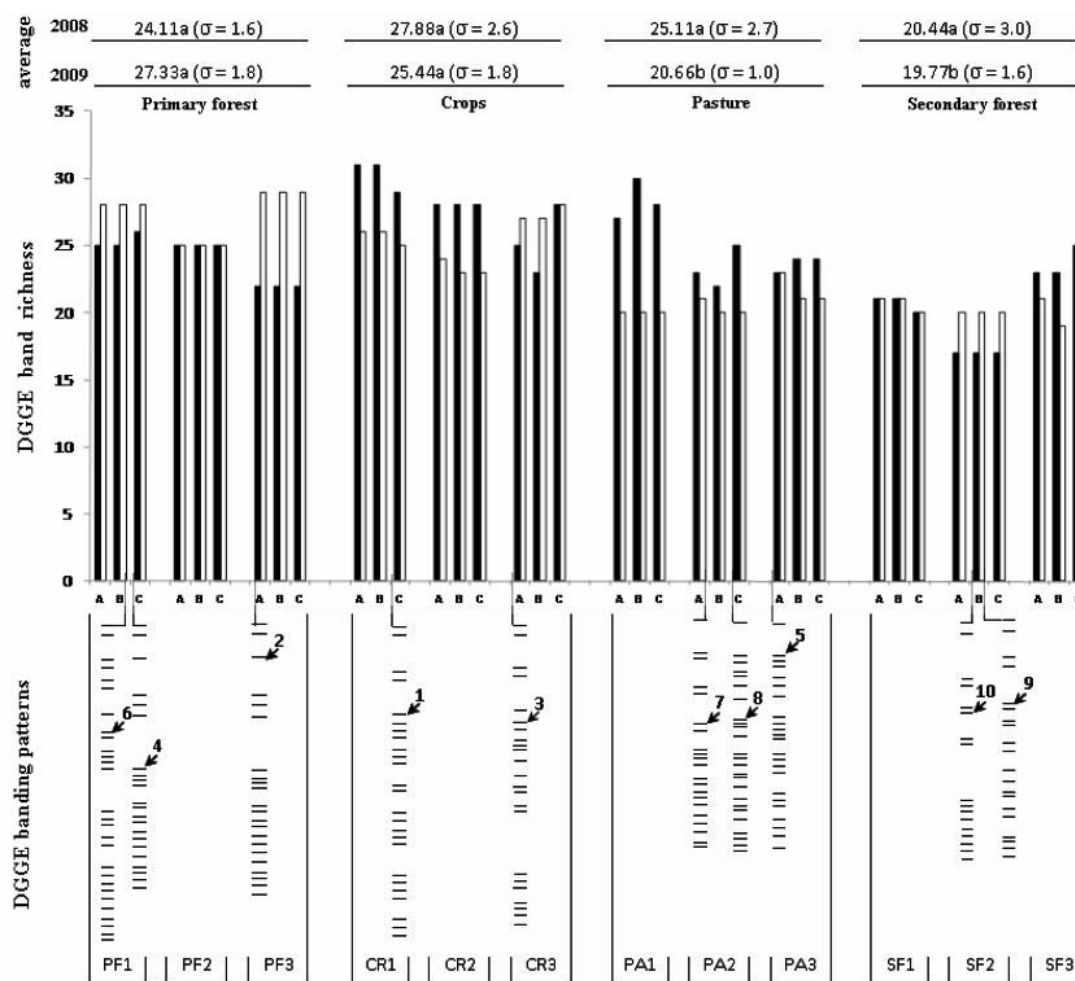 average
2008 24.11a (σ = 1.6) 27.88a (σ = 2.6) 25.11a (σ = 2.7) 20.44a (σ = 3.0)
2009 27.33a (σ = 1.8) 25.44a (σ = 1.8) 20.66b (σ = 1.0) 19.77b (σ = 1.6)
Primary forest Crops Pasture Secondary forest
DGGE band richness
35
30
25
20
15
10
5
0
A B C A B C A B C A B C A B C A B C A B C A B C A B C A B C A B C A B C
DGGE banding patterns
2
5
1
9
6
3
7
8
10
4
PF1 PF2 PF3 CR1 CR2 CR3 PA1 PA2 PA3 SF1 SF2 SF3